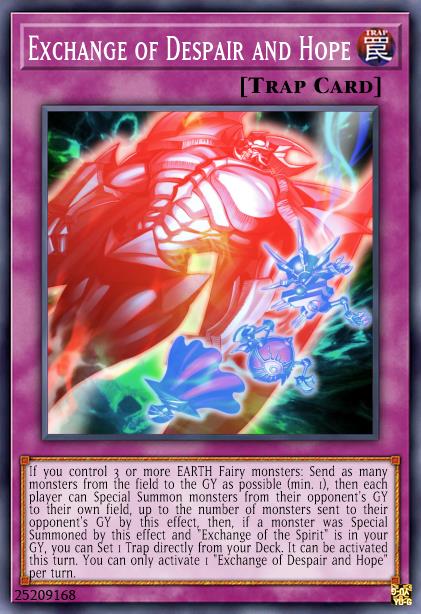 Exchange of Despair and Hope
TRAP
罠
[Trap Card]
If you control 3 or more EARTH Fairy monsters: Send as many
monsters from the field to the GY as possible (min. 1), then each
player can Special Summon monsters from their opponent's GY
to their own field, up to the number of monsters sent to their
opponent's GY by this effect, then, if a monster was Special
Summoned by this effect and "Exchange of the Spirit" is in your
GY, you can Set 1 Trap directly from your Deck. It can be activated
this turn. You can only activate 1 "Exchange of Despair and Hope"
per turn.
25209168